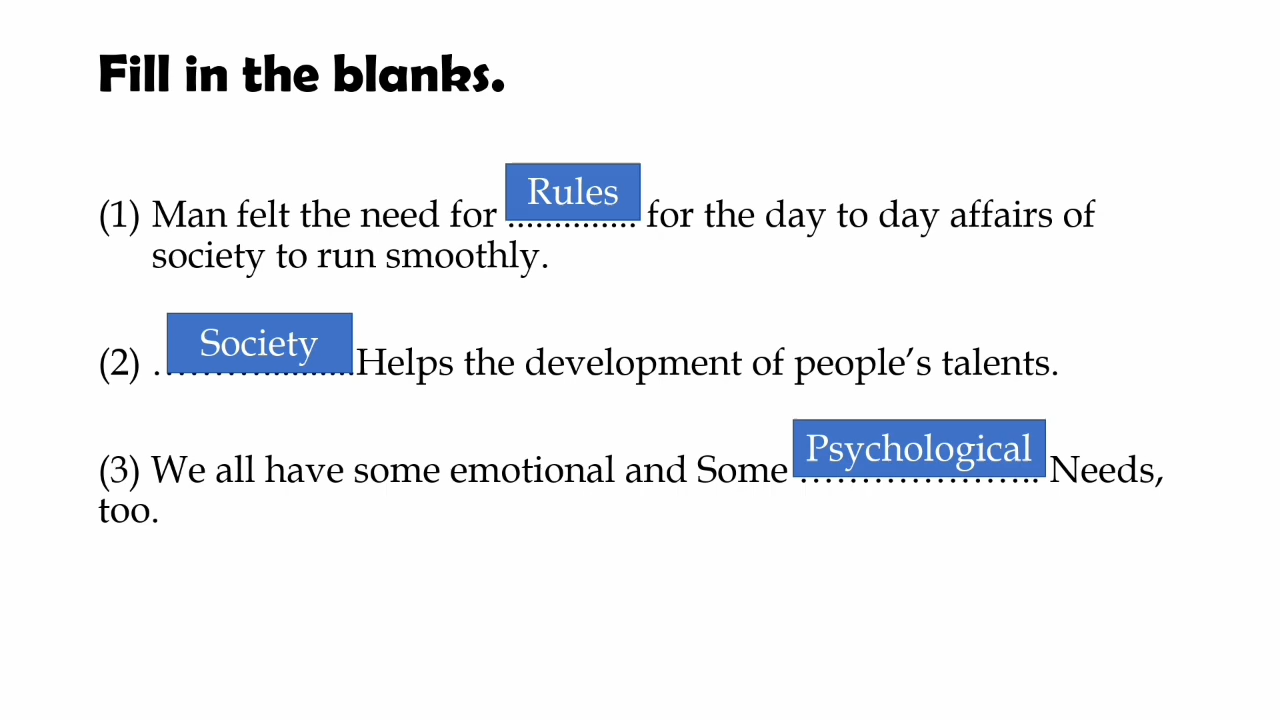 Fill in the blanks.
(1) Man felt the need for Rules .............. for the day to day affairs of
society to run smoothly.
(2) Society ....................Helps the development of people’s talents.
(3) We all have some emotional and Some Psychological ………………….. Needs,
too.